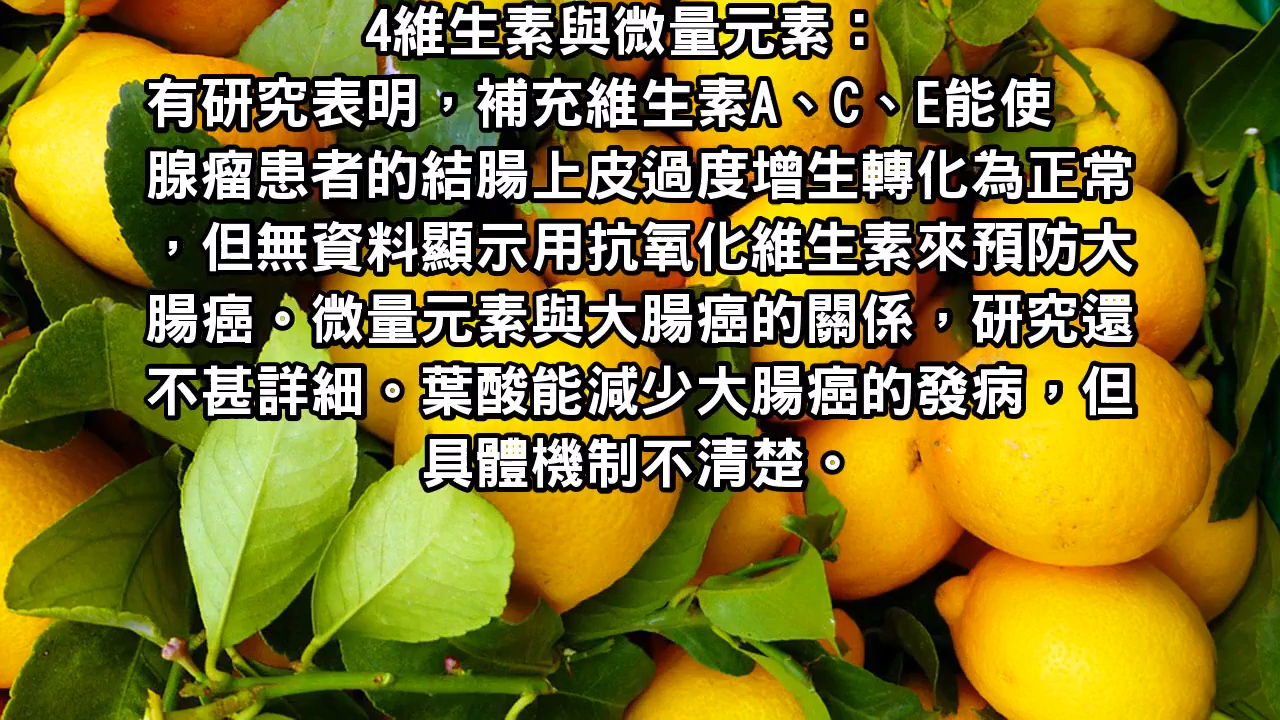 4維生素與微量元素：
有研究表明，補充維生素A、C、E能使
腺瘤患者的結腸上皮過度增生轉化為正常
，但無資料顯示用抗氧化維生素來預防大
腸癌。微量元素與大腸癌的關係，研究還
不甚詳細。葉酸能減少大腸癌的發病，但
具體機制不清楚。